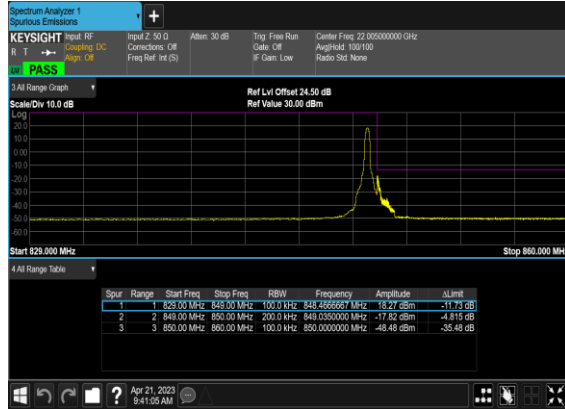 Spectrum Analyzer 1
Spurious Emissions
+
KEYSIGHT Input: RF Input Z: 50 Ω Atten: 30 dB Trig: Free Run Center Freq: 22.005000000 GHz
R T Coupling: DC Corrections: Off Gate: Off Avg|Hold: 100/100
Align: Off Freq Ref: Int (S) IF Gain: Low Radio Std: None
PASS
3 All Range Graph
Ref Lvl Offset 24.50 dB
Scale/Div 10.0 dB Ref Value 30.00 dBm
Log
20.0
10.0
0.00
-10.0
-20.0
-30.0
-40.0
-50.0
-60.0
Start 829.000 MHz Stop 860.000 MH
4 All Range Table
Spur Range Start Freq Stop Freq RBW Frequency Amplitude ΔLimit
1 1 829.00 MHz 849.00 MHz 100.0 kHz 848.4666667 MHz 18.27 dBm -11.73 dB
2 2 849.00 MHz 850.00 MHz 200.0 kHz 849.0350000 MHz -17.82 dBm -4.815 dB
3 3 850.00 MHz 860.00 MHz 100.0 kHz 850.0000000 MHz -48.48 dBm -35.48 dB
? Apr 21, 2023
9:41:05 AM